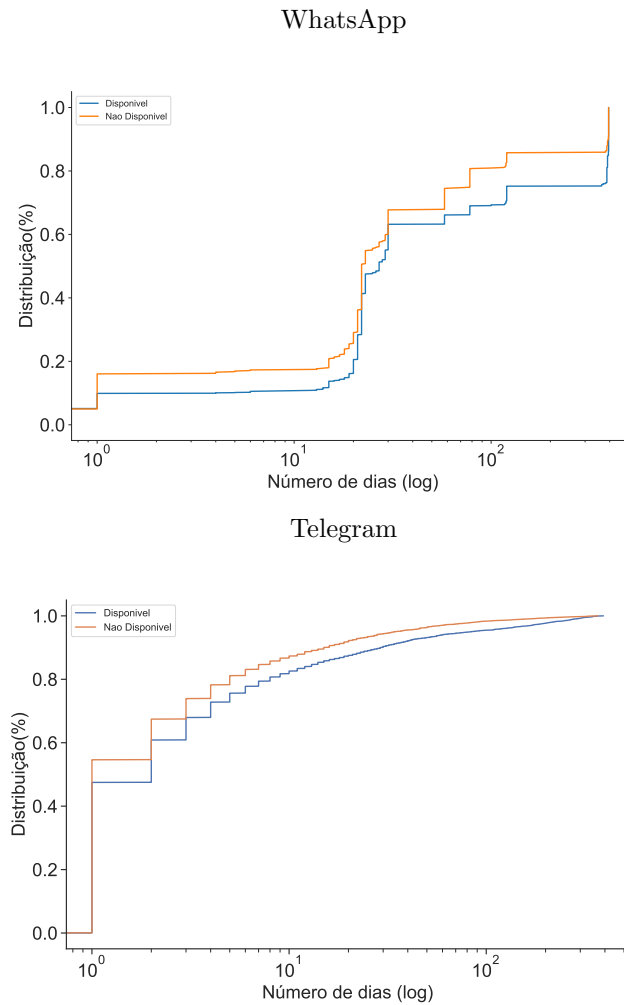 WhatsApp
Disponivel
Nao Disponivel
Distribuição(%)
1.0
0.8
0.6
0.4
0.2
0.0
10^0 10^1 10^2
Número de dias (log)
Telegram
Disponivel
Nao Disponivel
Distribuição(%)
1.0
0.8
0.6
0.4
0.2
0.0
10^0 10^1 10^2
Número de dias (log)